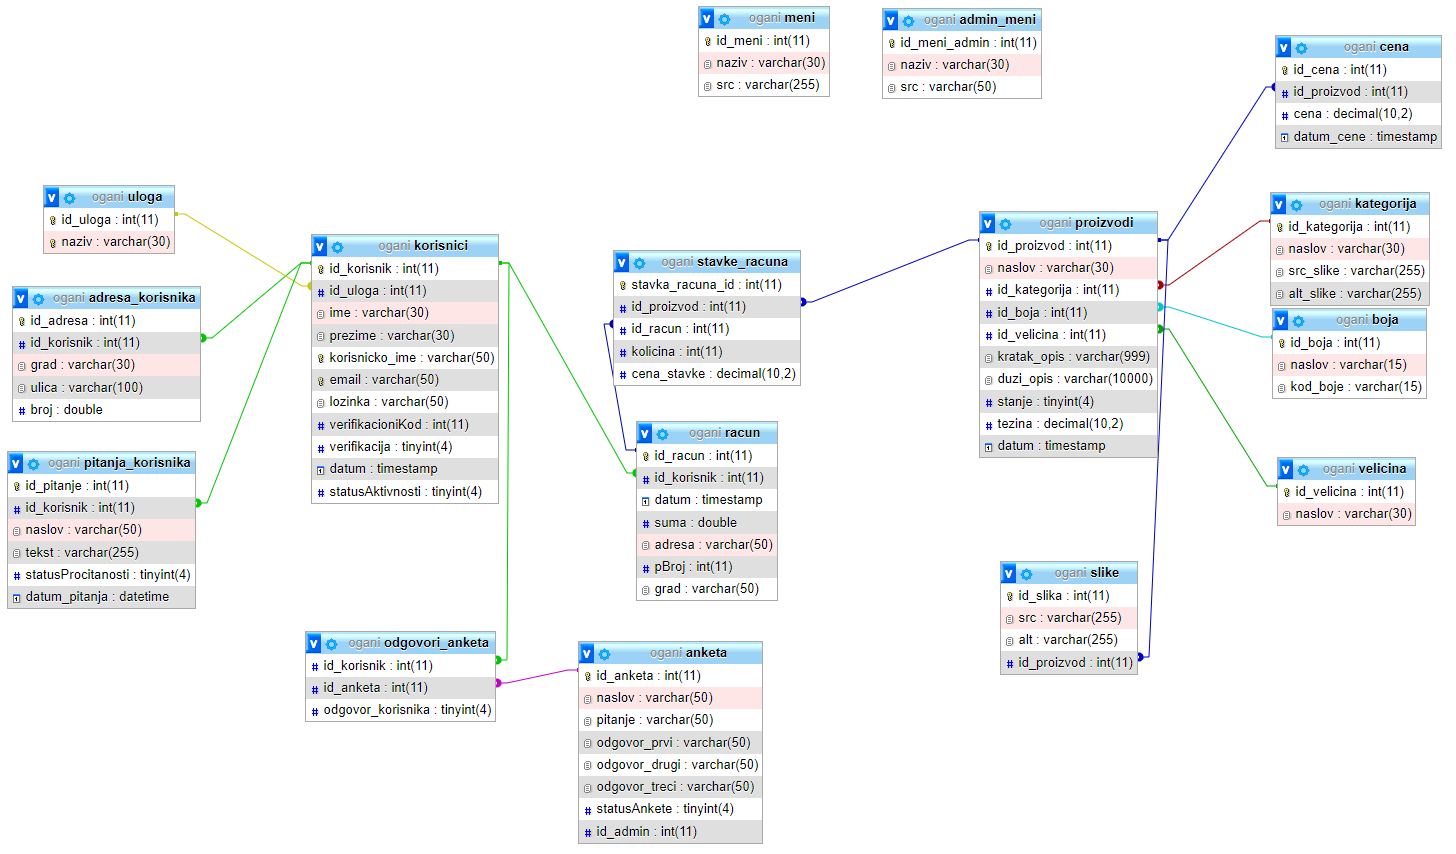 ogani meni
id_meni : int(11)
naziv : varchar(30)
src : varchar(255)
ogani admin_meni
id_meni_admin : int(11)
naziv : varchar(30)
src : varchar(50)
ogani cena
id_cena : int(11)
id_proizvod : int(11)
cena : decimal(10,2)
datum_cene : timestamp
ogani uloga
id_uloga : int(11)
naziv : varchar(30)
ogani korisnici
id_korisnik : int(11)
id_uloga : int(11)
ime : varchar(30)
prezime : varchar(30)
korisnicko_ime : varchar(50)
email : varchar(50)
lozinka : varchar(50)
verifikacioniKod : int(11)
verifikacija : tinyint(4)
datum : timestamp
statusAktivnosti : tinyint(4)
ogani stavke_racuna
stavka_racuna_id : int(11)
id_proizvod : int(11)
id_racun : int(11)
kolicina : int(11)
cena_stavke : decimal(10,2)
ogani proizvodi
id_proizvod : int(11)
naslov : varchar(30)
id_kategorija : int(11)
id_boja : int(11)
id_velicina : int(11)
kratak_opis : varchar(999)
duzi_opis : varchar(10000)
stanje : tinyint(4)
tezina : decimal(10,2)
datum : timestamp
ogani kategorija
id_kategorija : int(11)
naslov : varchar(30)
src_slike : varchar(255)
alt_slike : varchar(255)
ogani adresa_korisnika
id_adresa : int(11)
id_korisnik : int(11)
grad : varchar(30)
ulica : varchar(100)
broj : double
ogani boja
id_boja : int(11)
naslov : varchar(15)
kod_boje : varchar(15)
ogani pitanja_korisnika
id_pitanje : int(11)
id_korisnik : int(11)
naslov : varchar(50)
tekst : varchar(255)
statusProcitanosti : tinyint(4)
datum_pitanja : datetime
ogani racun
id_racun : int(11)
id_korisnik : int(11)
datum : timestamp
suma : double
adresa : varchar(50)
pBroj : int(11)
grad : varchar(50)
ogani velicina
id_velicina : int(11)
naslov : varchar(30)
ogani slike
id_slika : int(11)
src : varchar(255)
alt : varchar(255)
id_proizvod : int(11)
ogani odgovori_anketa
id_korisnik : int(11)
id_anketa : int(11)
odgovor_korisnika : tinyint(4)
ogani anketa
id_anketa : int(11)
naslov : varchar(50)
pitanje : varchar(50)
odgovor_prvi : varchar(50)
odgovor_drugi : varchar(50)
odgovor_treci : varchar(50)
statusAnkete : tinyint(4)
id_admin : int(11)